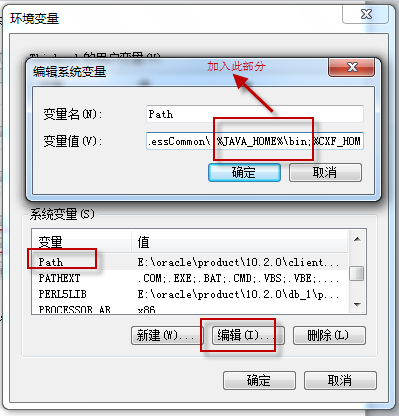 环境变量
编辑系统变量
加入此部分
变量名(N):
Path
变量值(V):
.essCommon\ %JAVA_HOME%\bin;%CXF_HOM
确定
取消
系统变量(S)
变量
值
Path
E:\oracle\product\10.2.0\client...
PATHEXT
.COM;.EXE;.BAT;.CMD;.VBS;.VBE;....
PERL5LIB
E:\oracle\product\10.2.0\db_1\p...
PROCESSOR_AR
x86
新建(W)...
编辑(I)...
删除(L)
确定
取消